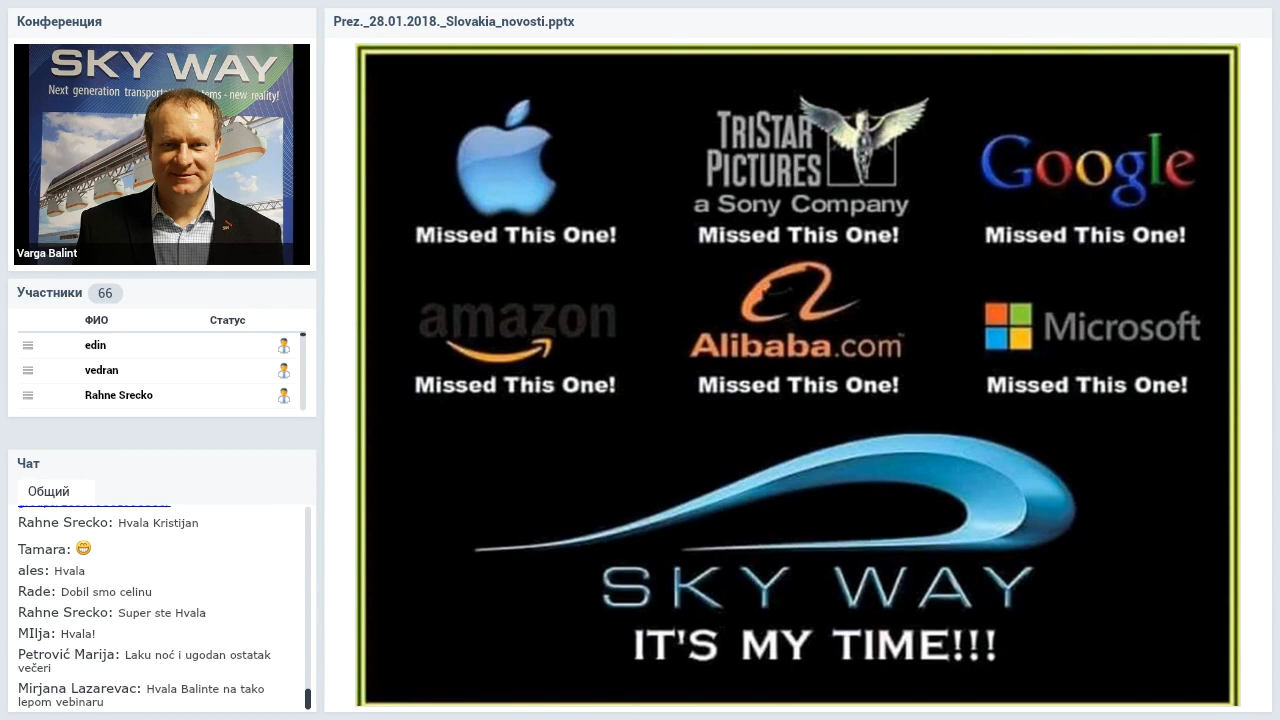 Конференция
SKY WAY
Next generation
new reality!
Varga Balint
Участники 66
ФИО Статус
edin
vedran
Rahne Srecko
Чат
Общий
Rahne Srecko: Hvala Kristijan
Tamara:
ales: Hvala
Rade: Dobil smo celinu
Rahne Srecko: Super ste Hvala
MIlja: Hvala!
Petrović Marija: Laku noć i ugodan ostatak
večeri
Mirjana Lazarevac: Hvala Balinte na tako
lepom vebinaru
Prez._28.01.2018._Slovakia_novosti.pptx
TRISTAR
PICTURES
a Sony Company
Google
Missed This One! Missed This One! Missed This One!
amazon
Alibaba.com
Microsoft
Missed This One! Missed This One! Missed This One!
SKY WAY
IT'S MY TIME!!!